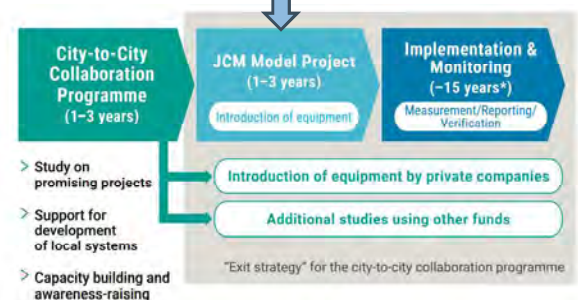 City-to-City
Collaboration
Programme
(1–3 years)
JCM Model Project
(1–3 years)
Introduction of equipment
Implementation &
Monitoring
(~15 years*)
Measurement/Reporting/
Verification
> Study on
promising projects
> Support for
development
of local systems
> Capacity building and
awareness-raising
Introduction of equipment by private companies
Additional studies using other funds
"Exit strategy" for the city-to-city collaboration programme